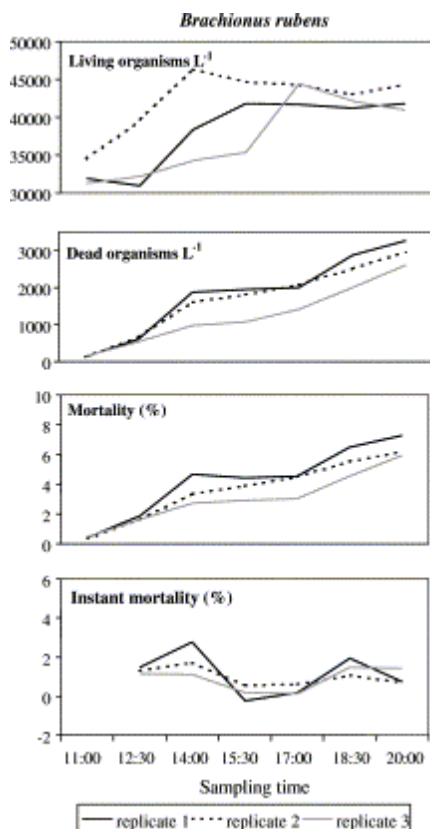 Brachionus rubens
Living organisms L⁻¹
50000
45000
40000
35000
30000
Dead organisms L⁻¹
3000
2000
1000
0
Mortality (%)
10
8
6
4
2
0
Instant mortality (%)
6
4
2
0
-2
11:00 12:30 14:00 15:30 17:00 18:30 20:00
Sampling time
replicate 1 replicate 2 replicate 3